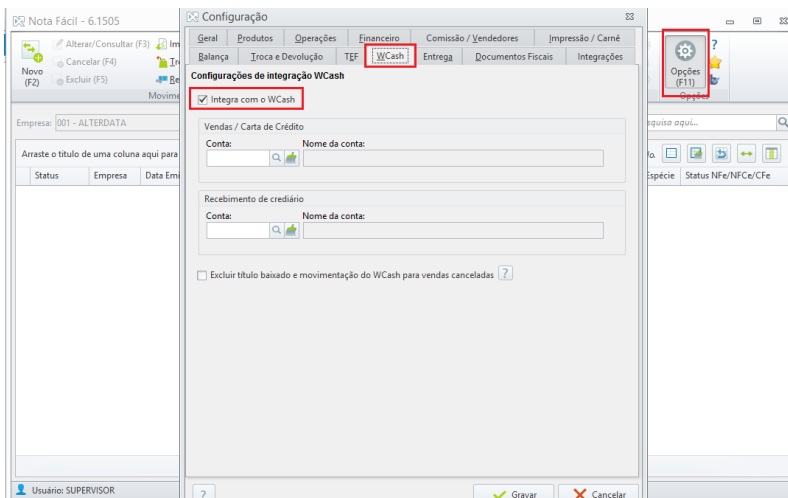 Nota Fácil - 6.1505
Configuração
Novo
(F2)
Alterar/Consultar (F3)
Cancelar (F4)
Excluir (F5)
Geral Produtos Operações Financeiro Comissão / Vendedores Impressão / Carnê
Balança Troca e Devolução TEF WCash Entrega Documentos Fiscais Integrações
Opções
(F11)
Opções
Configurações de integração WCash
Integra com o WCash
Empresa: 001 - ALTERDATA
Vendas / Carta de Crédito
Conta: Nome da conta:
Arraste o titulo de uma coluna aqui para
Status Empresa Espécie Status NFe/NFCe/CFe
Recebimento de crediário
Conta: Nome da conta:
Excluir título baixado e movimentação do WCash para vendas canceladas ?
Usuário: SUPERVISOR
? Gravar Cancelar